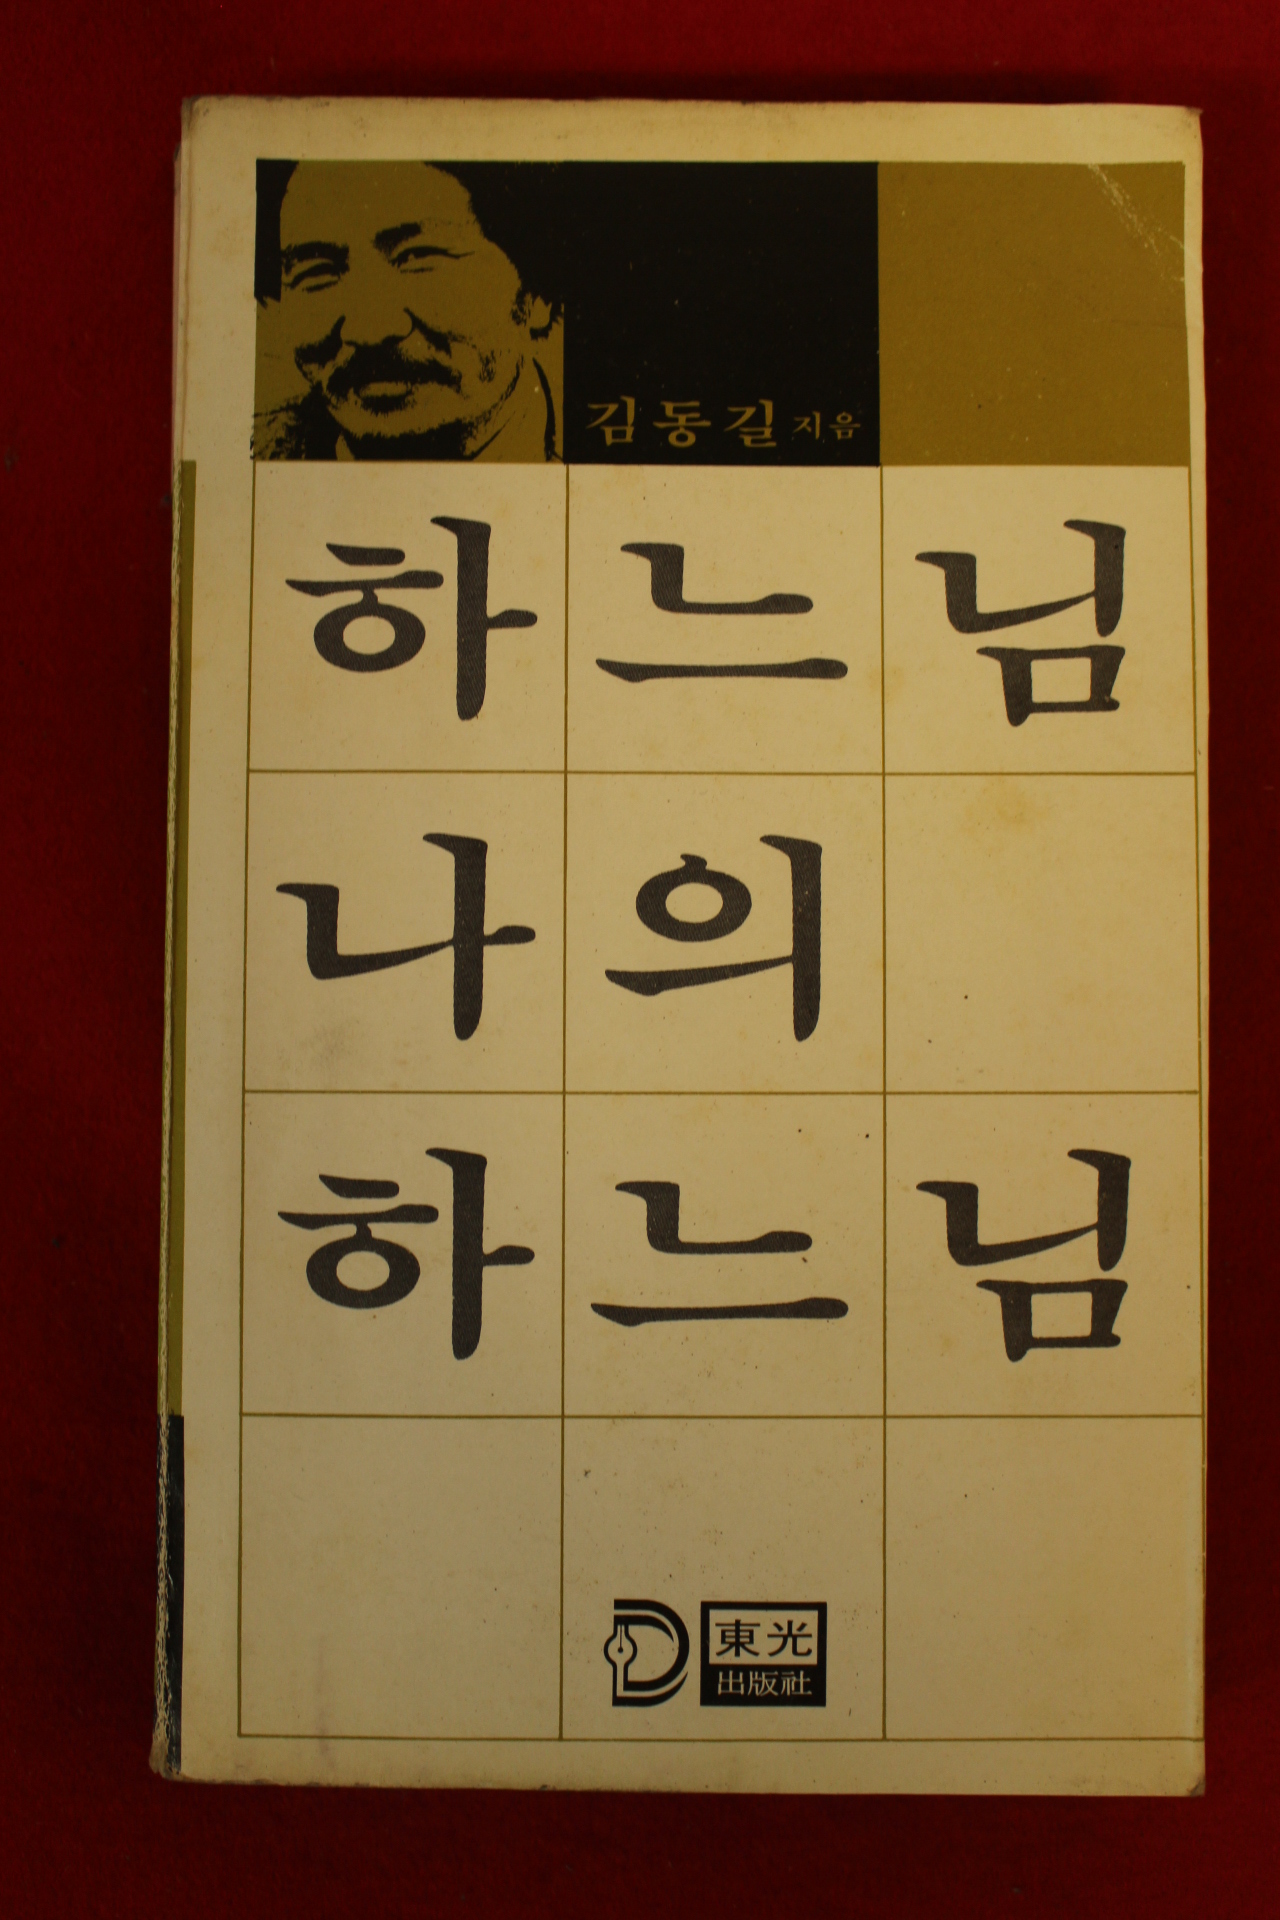 김동길 지음
하느님
나의
하느님
東光
出版社